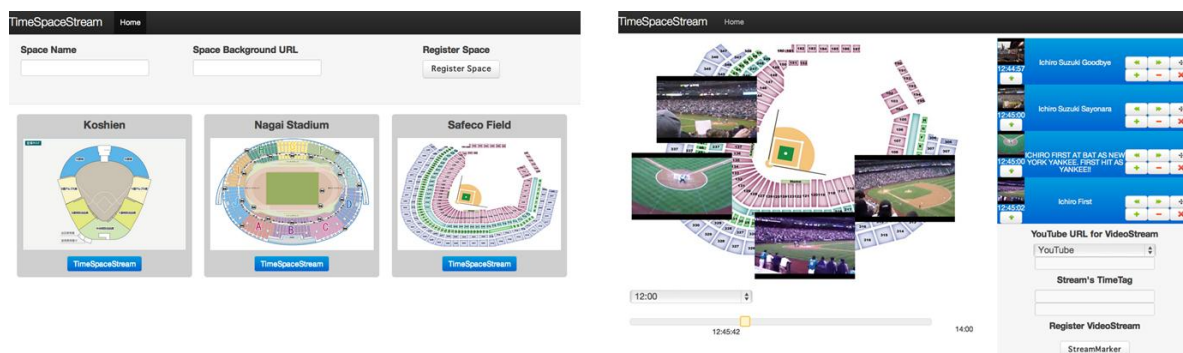 TimeSpaceStream Home
Space Name Space Background URL Register Space
Register Space
Koshien Nagai Stadium Safeco Field
A B C D
TimeSpaceStream TimeSpaceStream TimeSpaceStream
TimeSpaceStream Home
Ichiro Suzuki Goodbye
12:44:57
Ichiro Suzuki Sayonara
12:45:00
ICHIRO FIRST AT BAT AS NEW
12:45:00 YORK YANKEE. FIRST HIT AS
YANKEE!!
Ichiro First
12:45:02
YouTube URL for VideoStream
YouTube
Stream's TimeTag
Register VideoStream
StreamMarker
12:00
12:45:42 14:00